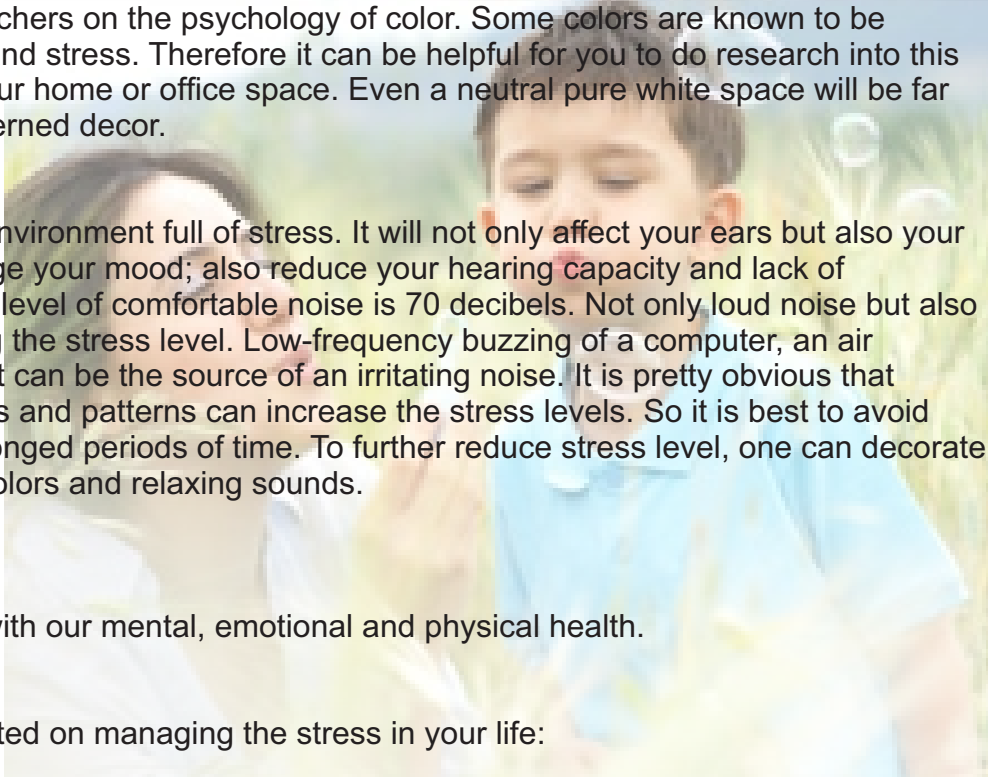 chers on the psychology of color. Some colors are known to be
nd stress. Therefore it can be helpful for you to do research into this
ur home or office space. Even a neutral pure white space will be far
erned decor.
nvironment full of stress. It will not only affect your ears but also your
ge your mood; also reduce your hearing capacity and lack of
level of comfortable noise is 70 decibels. Not only loud noise but also
the stress level. Low-frequency buzzing of a computer, an air
t can be the source of an irritating noise. It is pretty obvious that
s and patterns can increase the stress levels. So it is best to avoid
onged periods of time. To further reduce stress level, one can decorate
olors and relaxing sounds.
with our mental, emotional and physical health.
ted on managing the stress in your life: